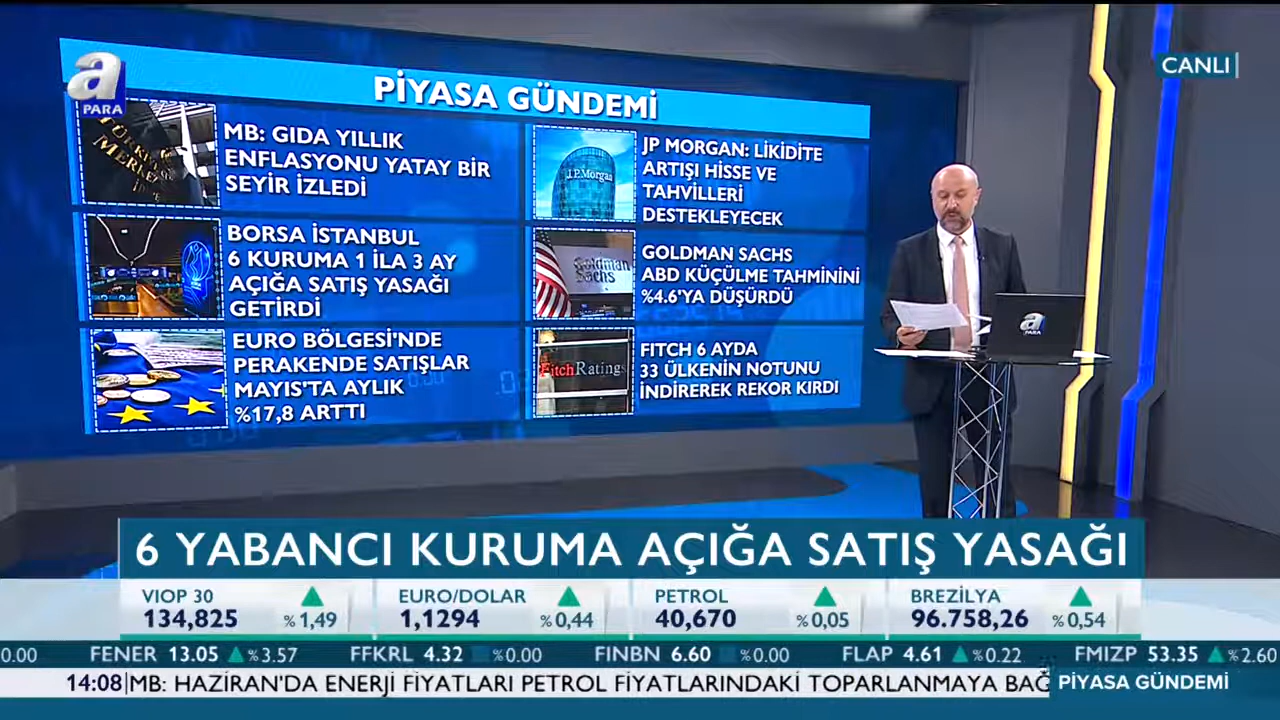 a
PARA
CANLI
PİYASA GÜNDEMİ
MB: GIDA YILLIK
ENFLASYONU YATAY BİR
SEYİR İZLEDİ
BORSA İSTANBUL
6 KURUMA 1 İLA 3 AY
AÇIĞA SATIŞ YASAĞI
GETİRDİ
EURO BÖLGESİ'NDE
PERAKENDE SATIŞLAR
MAYIS'TA AYLIK
%17,8 ARTTI
J.P.Morgan
JP MORGAN: LİKİDİTE
ARTIŞI HİSSE VE
TAHVİLLERİ
DESTEKLEYECEK
Goldman
Sachs
GOLDMAN SACHS
ABD KÜÇÜLME TAHMİNİNİ
%4.6'YA DÜŞÜRDÜ
FitchRatings
FITCH 6 AYDA
33 ÜLKENİN NOTUNU
İNDİREREK REKOR KIRDI
a
PARA
6 YABANCI KURUMA AÇIĞA SATIŞ YASAĞI
VIOP 30 134,825 %1,49
EURO/DOLAR 1,1294 %0,44
PETROL 40,670 %0,05
BREZİLYA 96.758,26 %0,54
0.00 FENER 13.05 %3.57 FFKRL 4.32 %0.00 FINBN 6.60 %0.00 FLAP 4.61 %0.22 FMIZP 53.35 %2.60
14:08 MB: HAZİRAN'DA ENERJİ FİYATLARI PETROL FİYATLARINDAKİ TOPARLANMAYA BAĞ
PİYASA GÜNDEMİ